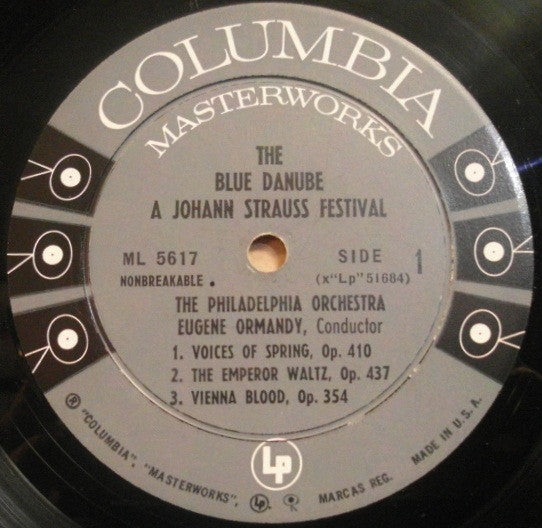 COLUMBIA
MASTERWORKS
THE
BLUE DANUBE
A JOHANN STRAUSS FESTIVAL
ML 5617
NONBREAKABLE .
SIDE 1
(x"Lp"51684)
THE PHILADELPHIA ORCHESTRA
EUGENE ORMANDY, Conductor
1. VOICES OF SPRING, Op. 410
2. THE EMPEROR WALTZ, Op. 437
3. VIENNA BLOOD, Op. 354
Lp
® "COLUMBIA", "MASTERWORKS", Lp MARCAS REG. MADE IN U. S. A.